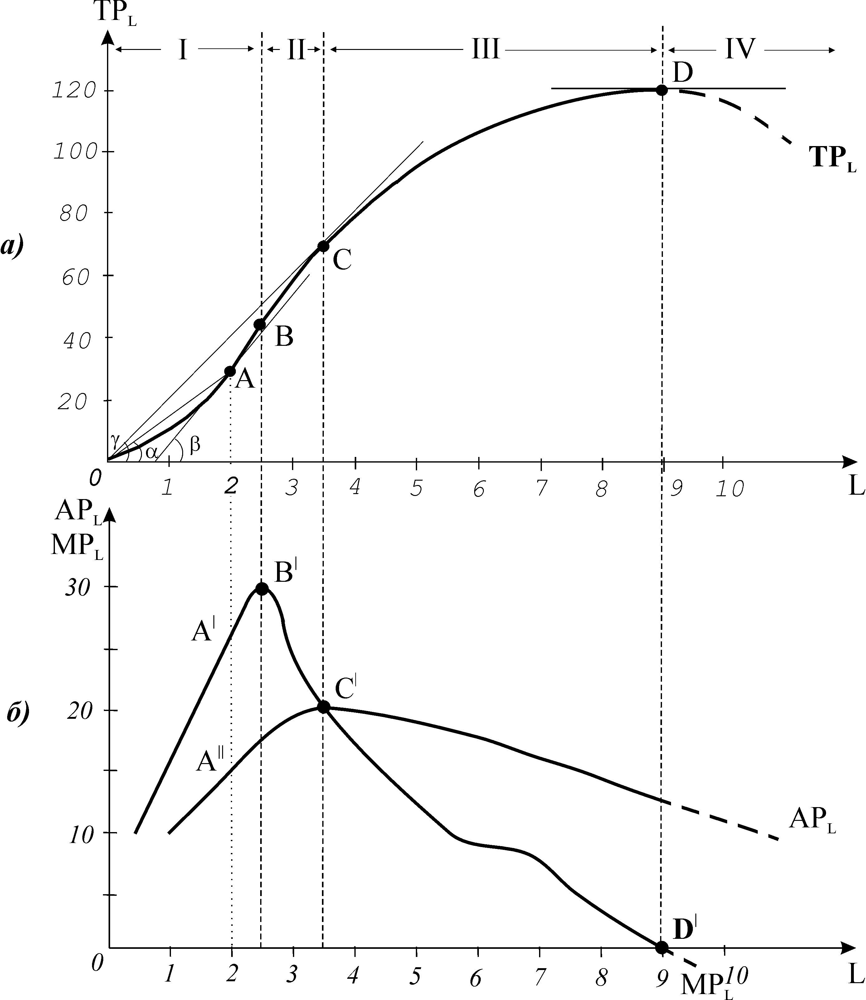 TPL
I II III IV
D
120
100
TPL
80
а)
C
60
B
40
A
20
γ α β
0 1 2 3 4 5 6 7 8 9 10 L
APL
MPL
B|
30
A|
C|
б)
20
A||
APL
10
D|
0 1 2 3 4 5 6 7 8 9 10 L
MPL